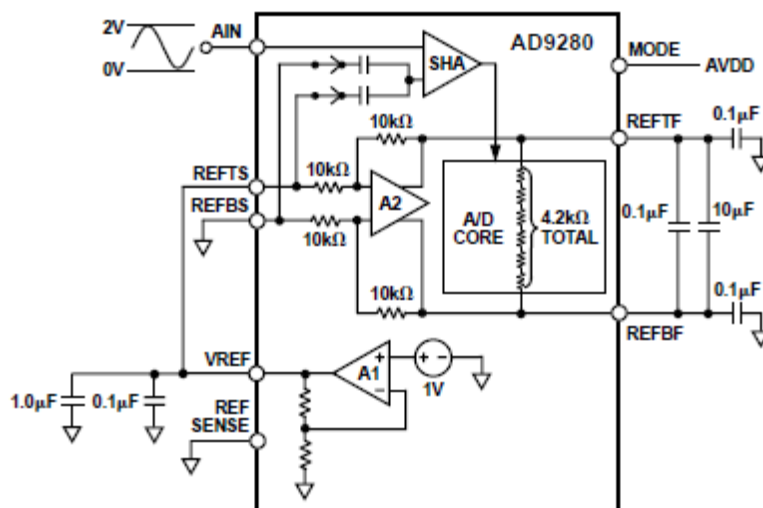 2V
0V
AIN
AD9280
SHA
MODE
AVDD
REFTF
0.1μF
10kΩ
REFTS
10kΩ
REFBS
10kΩ
A2
A/D
CORE
4.2kΩ
TOTAL
0.1μF
10μF
10kΩ
0.1μF
REFBF
VREF
A1
+
−
+ −
1V
1.0μF
0.1μF
REF
SENSE